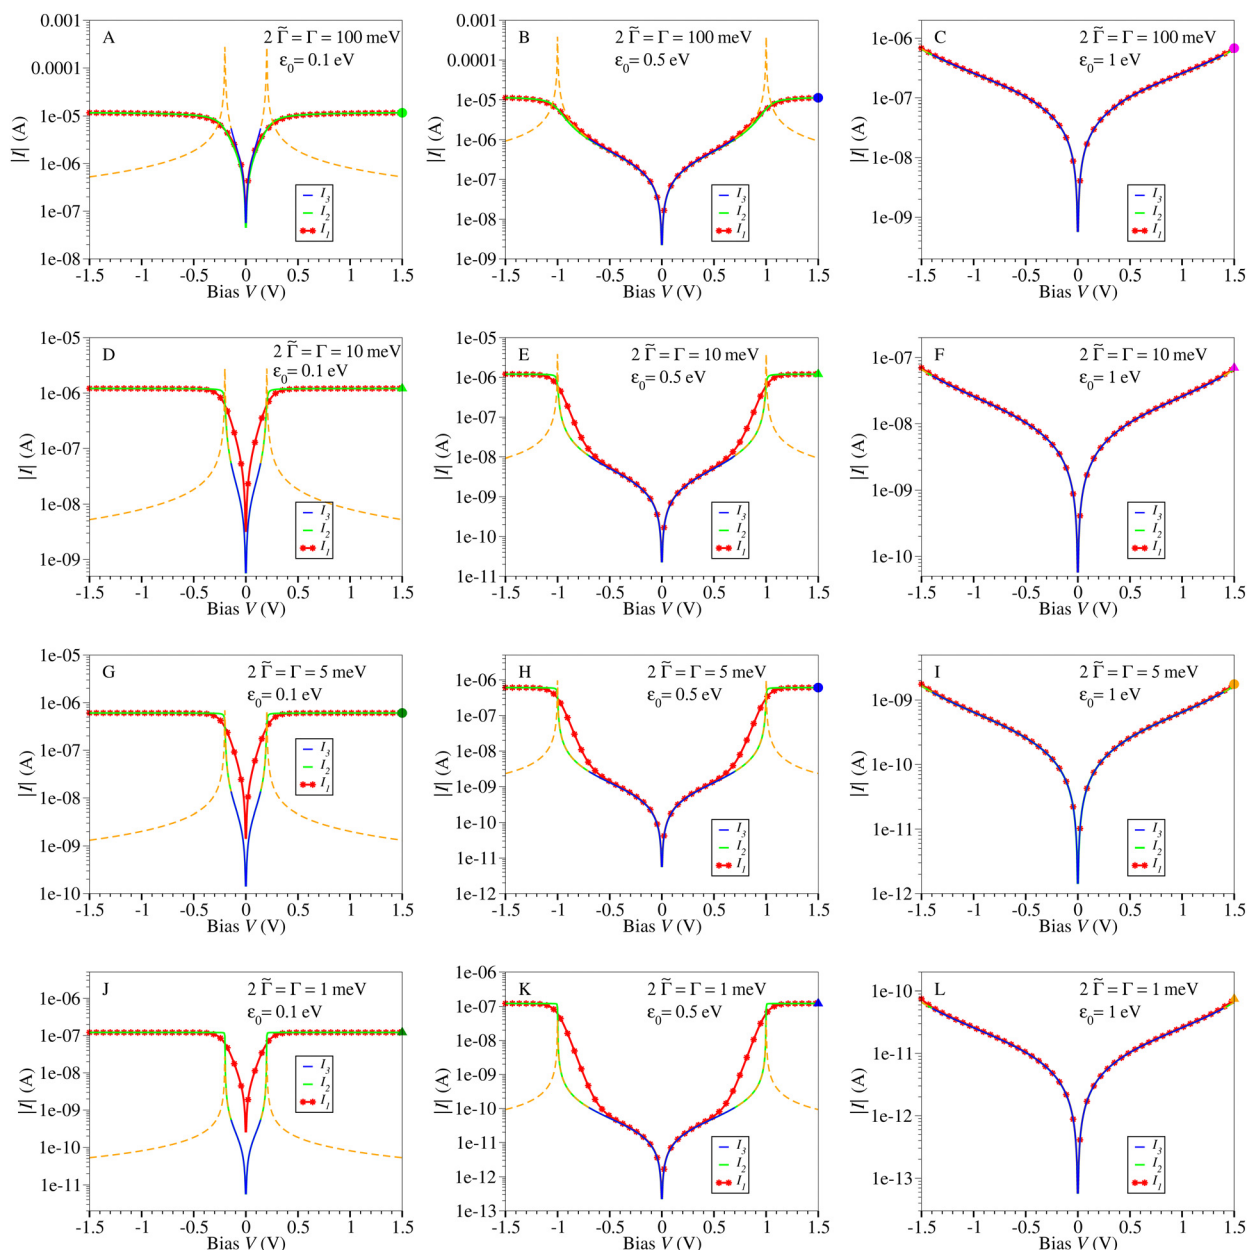 A
2 Γ̃ = Γ = 100 meV
ε0 = 0.1 eV
0.001
0.0001
1e-05
1e-06
1e-07
1e-08
|I| (A)
I3
I2
I1
-1.5 -1 -0.5 0 0.5 1 1.5
Bias V (V)
B
2 Γ̃ = Γ = 100 meV
ε0 = 0.5 eV
0.001
0.0001
1e-05
1e-06
1e-07
1e-08
1e-09
|I| (A)
I3
I2
I1
-1.5 -1 -0.5 0 0.5 1 1.5
Bias V (V)
C
2 Γ̃ = Γ = 100 meV
ε0 = 1 eV
1e-06
1e-07
1e-08
1e-09
|I| (A)
I3
I2
I1
-1.5 -1 -0.5 0 0.5 1 1.5
Bias V (V)
D
2 Γ̃ = Γ = 10 meV
ε0 = 0.1 eV
1e-05
1e-06
1e-07
1e-08
1e-09
|I| (A)
I3
I2
I1
-1.5 -1 -0.5 0 0.5 1 1.5
Bias V (V)
E
2 Γ̃ = Γ = 10 meV
ε0 = 0.5 eV
1e-05
1e-06
1e-07
1e-08
1e-09
1e-10
1e-11
|I| (A)
I3
I2
I1
-1.5 -1 -0.5 0 0.5 1 1.5
Bias V (V)
F
2 Γ̃ = Γ = 10 meV
ε0 = 1 eV
1e-07
1e-08
1e-09
1e-10
|I| (A)
I3
I2
I1
-1.5 -1 -0.5 0 0.5 1 1.5
Bias V (V)
G
2 Γ̃ = Γ = 5 meV
ε0 = 0.1 eV
1e-05
1e-06
1e-07
1e-08
1e-09
1e-10
|I| (A)
I3
I2
I1
-1.5 -1 -0.5 0 0.5 1 1.5
Bias V (V)
H
2 Γ̃ = Γ = 5 meV
ε0 = 0.5 eV
1e-06
1e-07
1e-08
1e-09
1e-10
1e-11
1e-12
|I| (A)
I3
I2
I1
-1.5 -1 -0.5 0 0.5 1 1.5
Bias V (V)
I
2 Γ̃ = Γ = 5 meV
ε0 = 1 eV
1e-09
1e-10
1e-11
1e-12
|I| (A)
I3
I2
I1
-1.5 -1 -0.5 0 0.5 1 1.5
Bias V (V)
J
2 Γ̃ = Γ = 1 meV
ε0 = 0.1 eV
1e-06
1e-07
1e-08
1e-09
1e-10
1e-11
|I| (A)
I3
I2
I1
-1.5 -1 -0.5 0 0.5 1 1.5
Bias V (V)
K
2 Γ̃ = Γ = 1 meV
ε0 = 0.5 eV
1e-06
1e-07
1e-08
1e-09
1e-10
1e-11
1e-12
1e-13
|I| (A)
I3
I2
I1
-1.5 -1 -0.5 0 0.5 1 1.5
Bias V (V)
L
2 Γ̃ = Γ = 1 meV
ε0 = 1 eV
1e-10
1e-11
1e-12
1e-13
|I| (A)
I3
I2
I1
-1.5 -1 -0.5 0 0.5 1 1.5
Bias V (V)